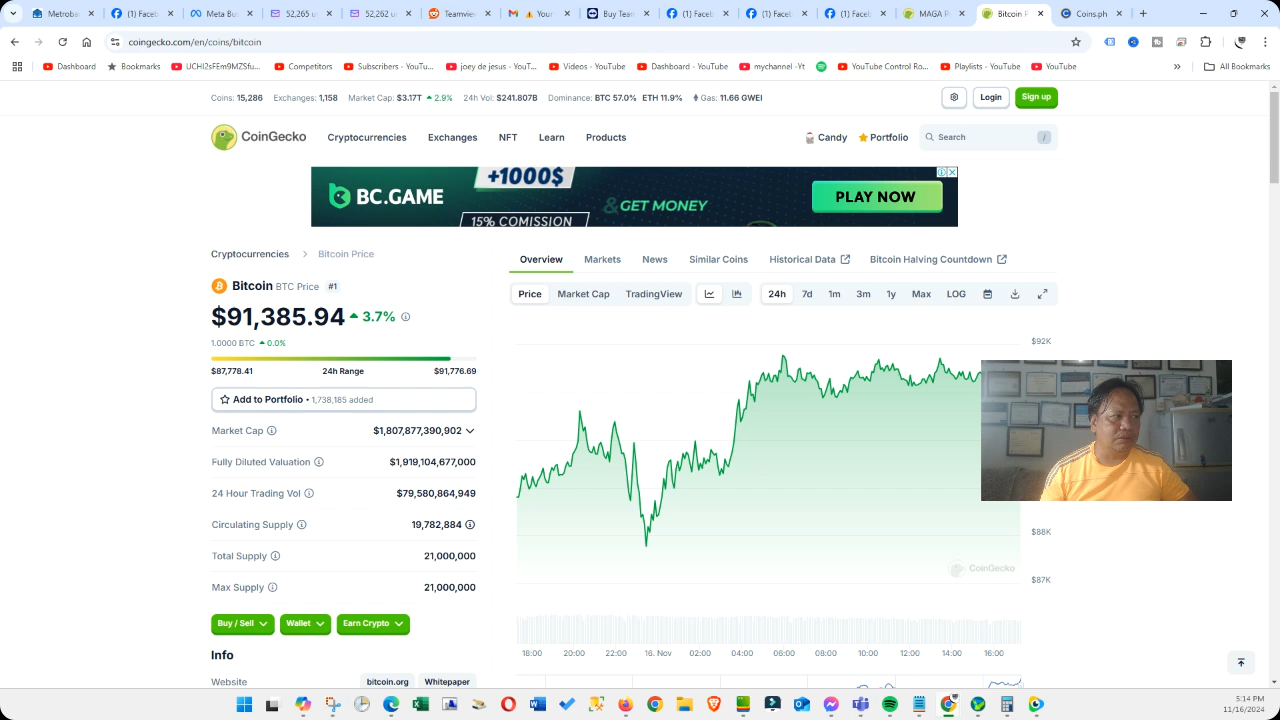 Metrobe
Mail
52,265
52,262 u
Teamvie
⚠
Your
Buy Tean
(1) Facel
(1) Facel
(1) Facel
MAGA P
Bitcoin F
Coins.ph
coingecko.com/en/coins/bitcoin
Dashboard
Bookmarks
UCHl2sFEm9MZSfu...
Competitors
Subscribers - YouTu...
joey de jesus - YouT...
Videos - YouTube
Dashboard - YouTube
mychannel -Yt
YouTube Control Ro...
Playlists - YouTube
YouTube
All Bookmarks
Coins: 15,286 Exchanges: 1198 Market Cap: $3.17T 2.9% 24h Vol: $241.807B Dominance: BTC 57.0% ETH 11.9% Gas: 11.66 GWEI
Login
Sign up
CoinGecko
Cryptocurrencies Exchanges NFT Learn Products
Candy Portfolio
Search /
BC.GAME
+1000$
15% COMISSION
& GET MONEY
PLAY NOW
Cryptocurrencies > Bitcoin Price
Bitcoin BTC Price #1
$91,385.94 3.7%
1.0000 BTC 0.0%
$87,778.41 24h Range $91,776.69
Add to Portfolio • 1,738,185 added
Market Cap $1,807,877,390,902
Fully Diluted Valuation $1,919,104,677,000
24 Hour Trading Vol $79,580,864,949
Circulating Supply 19,782,884
Total Supply 21,000,000
Max Supply 21,000,000
Buy / Sell Wallet Earn Crypto
Info
Website bitcoin.org Whitepaper
Overview Markets News Similar Coins Historical Data Bitcoin Halving Countdown
Price Market Cap TradingView
24h 7d 1m 3m 1y Max LOG
$92K
$88K
$87K
CoinGecko
18:00 20:00 22:00 16. Nov 02:00 04:00 06:00 08:00 10:00 12:00 14:00 16:00
5:14 PM
11/16/2024